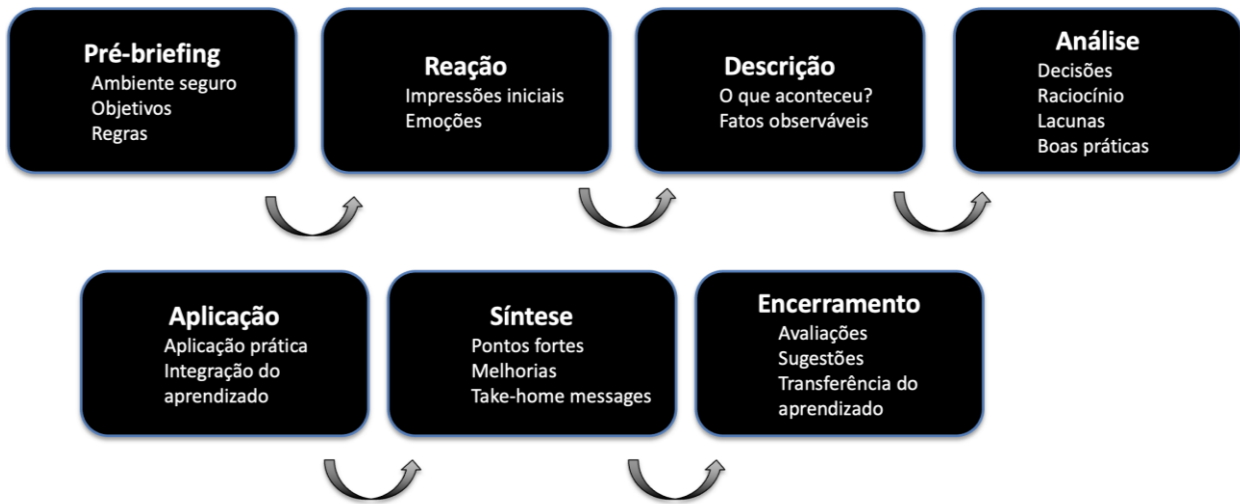 Pré-briefing
Ambiente seguro
Objetivos
Regras
Reação
Impressões iniciais
Emoções
Descrição
O que aconteceu?
Fatos observáveis
Análise
Decisões
Raciocínio
Lacunas
Boas práticas
Aplicação
Aplicação prática
Integração do
aprendizado
Síntese
Pontos fortes
Melhorias
Take-home messages
Encerramento
Avaliações
Sugestões
Transferência do
aprendizado